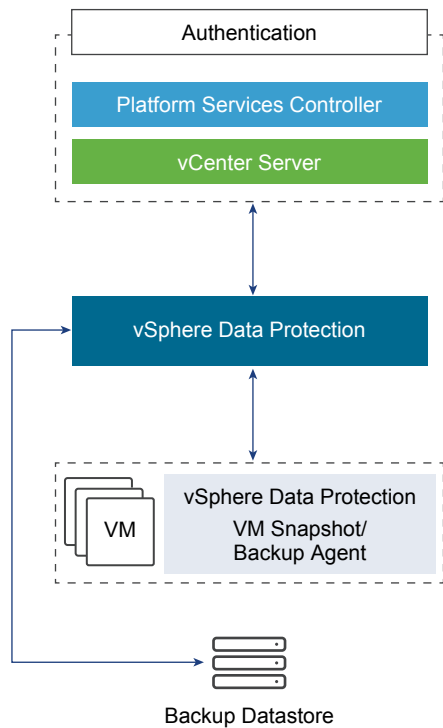 Authentication
Platform Services Controller
vCenter Server
vSphere Data Protection
vSphere Data Protection
VM Snapshot/
Backup Agent
VM
Backup Datastore